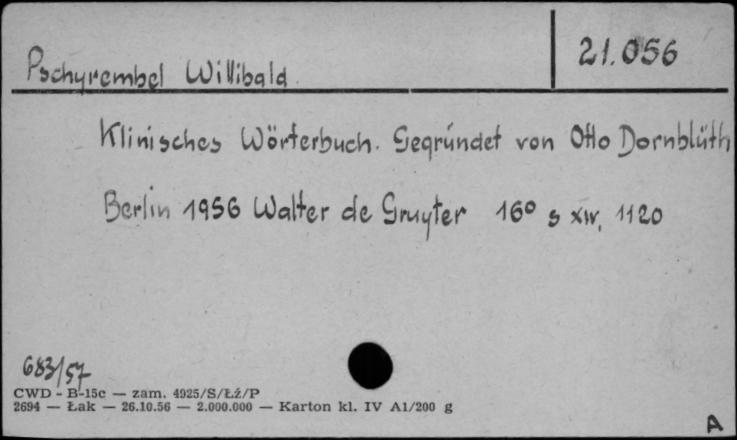 21.056
Pschyrembel Willibald.
Klinisches Wörterbuch. Gegründet von Otto Dornblüth
Berlin 1956 Walter de Gruyter 16° s XIV, 1120
683/57
CWD - B-15c — zam. 4925/S/Łż/P
2694 — Łak — 26.10.56 — 2.000.000 — Karton kl. IV A1/200 g
A